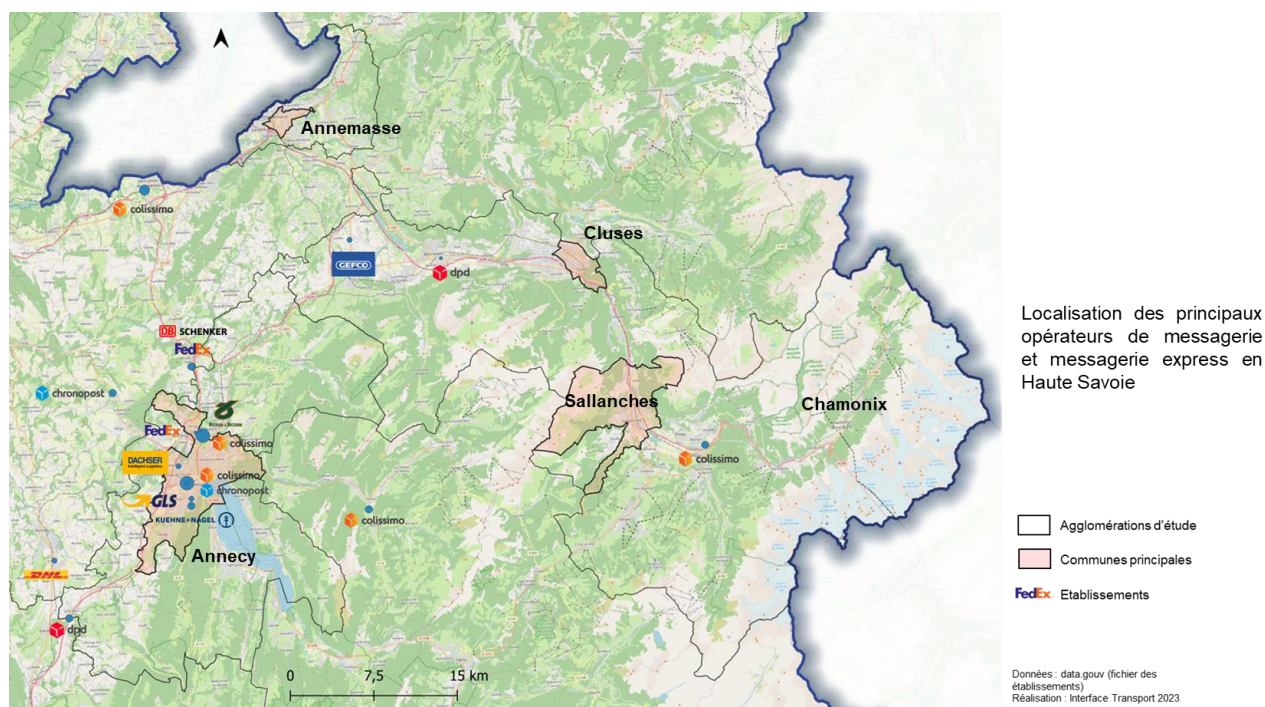 Annemasse
colissimo
Cluses
GEFCO
dpd
DB SCHENKER
FedEx
chronopost
Sallanches
Chamonix
FedEx
colissimo
DACHSER
Intelligent Logistics
colissimo
colissimo
chronopost
GLS
KUEHNE+NAGEL
colissimo
Annecy
DHL
dpd
0 7,5 15 km
Localisation des principaux
opérateurs de messagerie
et messagerie express en
Haute Savoie
Agglomérations d'étude
Communes principales
FedEx Etablissements
Données : data.gouv (fichier des
établissements)
Réalisation : Interface Transport 2023